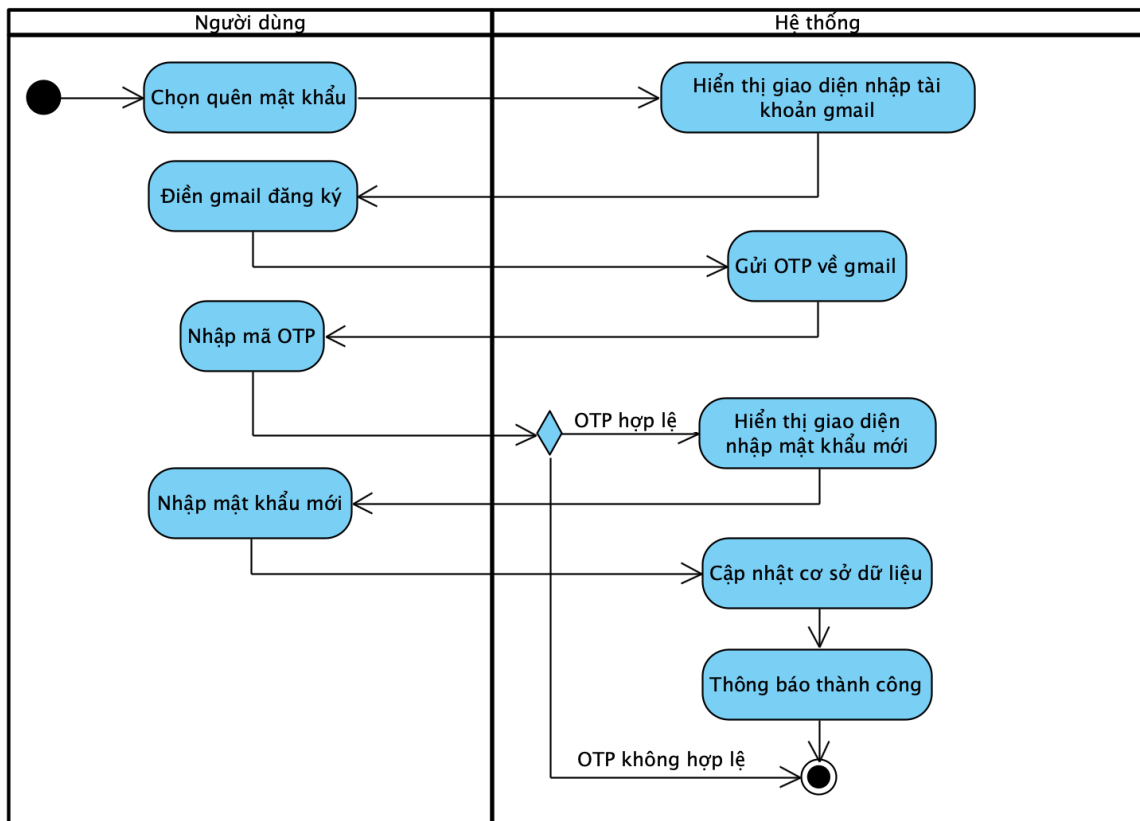 Người dùng
Hệ thống
Chọn quên mật khẩu
Hiển thị giao diện nhập tài
khoản gmail
Điền gmail đăng ký
Gửi OTP về gmail
Nhập mã OTP
OTP hợp lệ
Hiển thị giao diện
nhập mật khẩu mới
Nhập mật khẩu mới
Cập nhật cơ sở dữ liệu
Thông báo thành công
OTP không hợp lệ